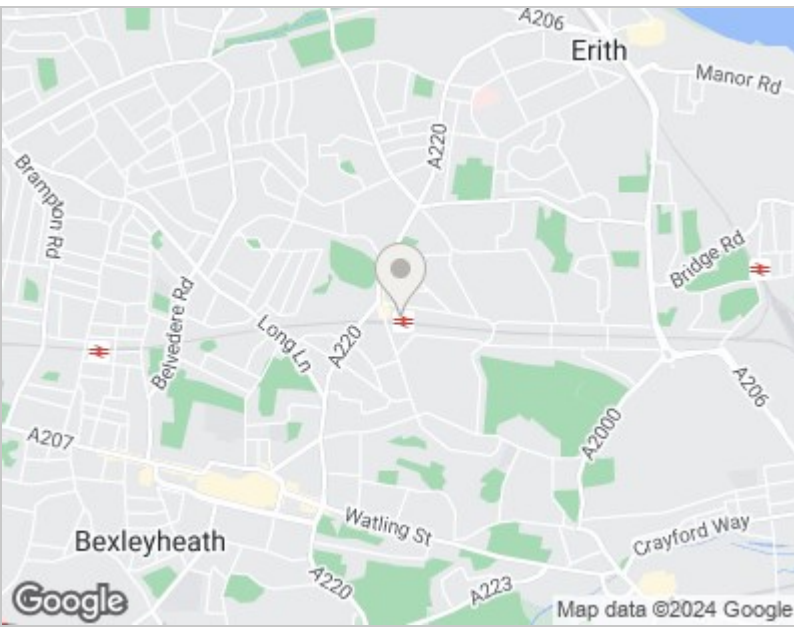 A206
Erith
Manor Rd
A220
Brampton Rd
Bridge Rd
Belvedere Rd
Long Ln
A220
A206
A2000
A207
Watling St
Bexleyheath
Crayford Way
A220
A223
Google
Map data ©2024 Google